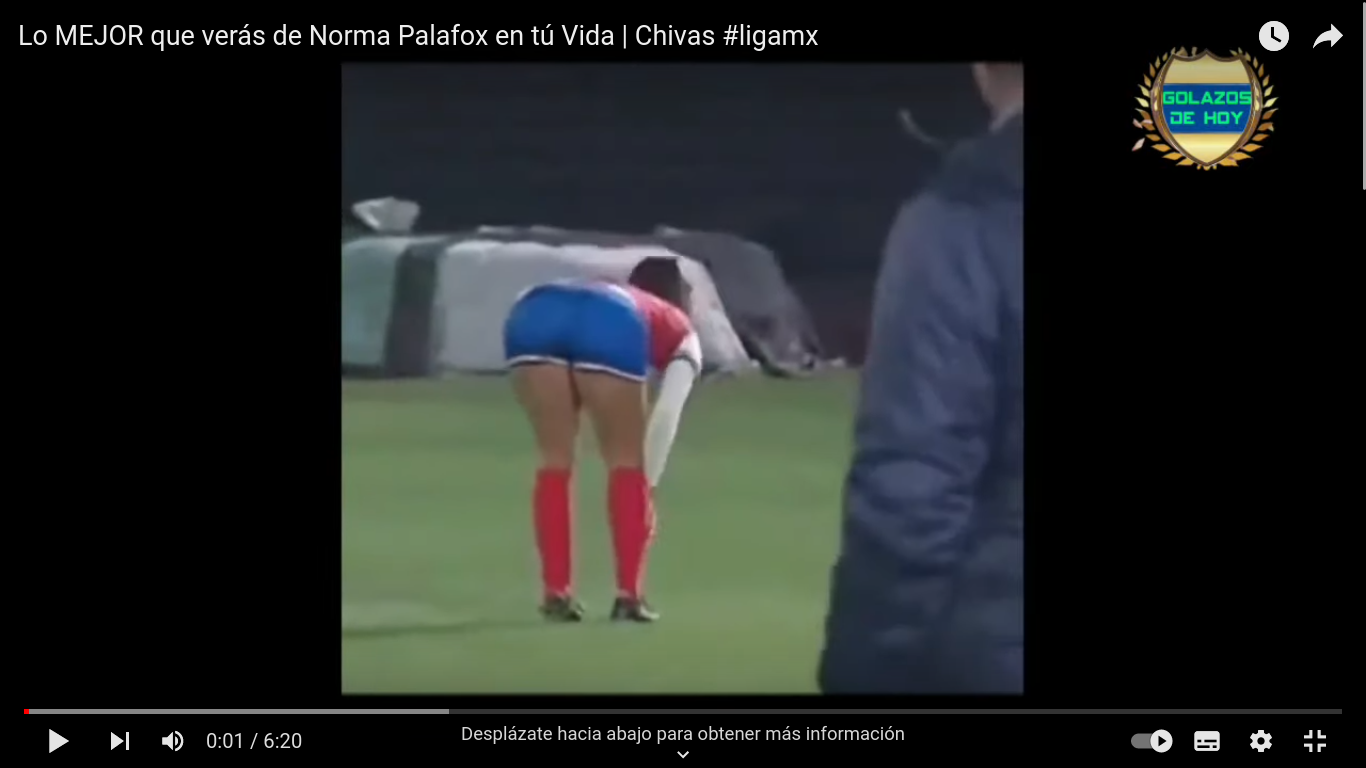 Lo MEJOR que verás de Norma Palafox en tú Vida | Chivas #ligamx
GOLAZOS
DE HOY
0:01 / 6:20
Desplázate hacia abajo para obtener más información